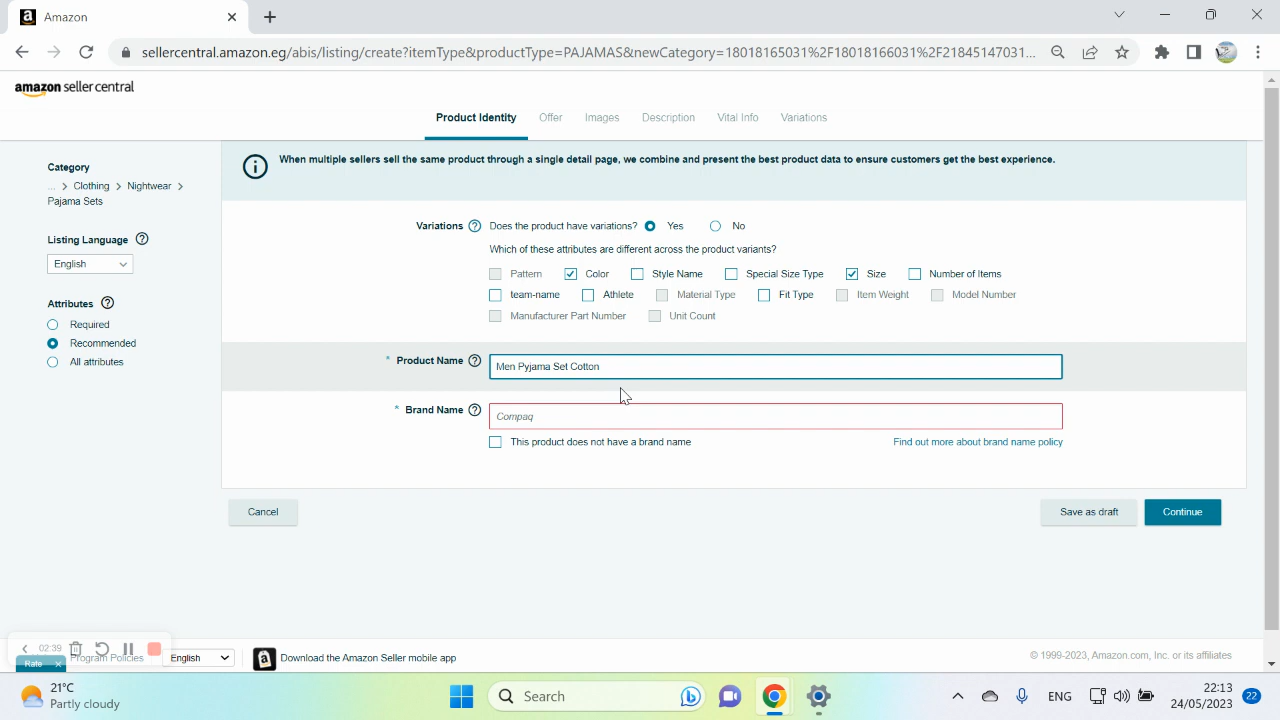 Amazon
sellercentral.amazon.eg/abis/listing/create?itemType&productType=PAJAMAS&newCategory=18018165031%2F18018166031%2F21845147031...
amazon seller central
Product Identity Offer Images Description Vital Info Variations
Category
... > Clothing > Nightwear >
Pajama Sets
Listing Language
English
Attributes
Required
Recommended
All attributes
When multiple sellers sell the same product through a single detail page, we combine and present the best product data to ensure customers get the best experience.
Variations Does the product have variations? Yes No
Which of these attributes are different across the product variants?
Pattern Color Style Name Special Size Type Size Number of Items
team-name Athlete Material Type Fit Type Item Weight Model Number
Manufacturer Part Number Unit Count
* Product Name Men Pyjama Set Cotton
* Brand Name Compaq
This product does not have a brand name Find out more about brand name policy
Cancel Save as draft Continue
02:39
Rate x Program Policies English Download the Amazon Seller mobile app © 1999-2023, Amazon.com, Inc. or its affiliates
21°C
Partly cloudy
Search
ENG
22:13
24/05/2023
22